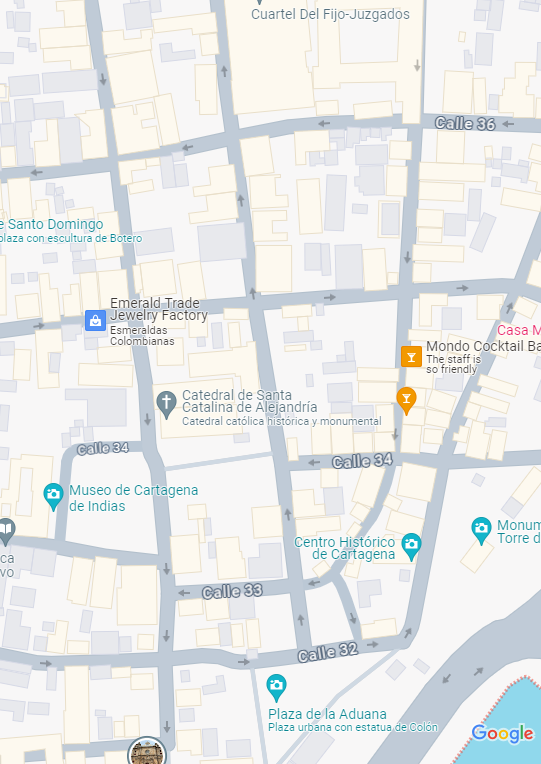 Cuartel Del Fijo-Juzgados
Calle 36
e Santo Domingo
plaza con escultura de Botero
Emerald Trade
Jewelry Factory
Esmeraldas
Colombianas
Casa M
Mondo Cocktail Ba
The staff is
so friendly
Catedral de Santa
Catalina de Alejandría
Catedral católica histórica y monumental
Calle 34
Calle 34
Museo de Cartagena
de Indias
Monum
Torre d
Centro Histórico
de Cartagena
ca
vo
Calle 33
Calle 32
Plaza de la Aduana
Plaza urbana con estatua de Colón
Google